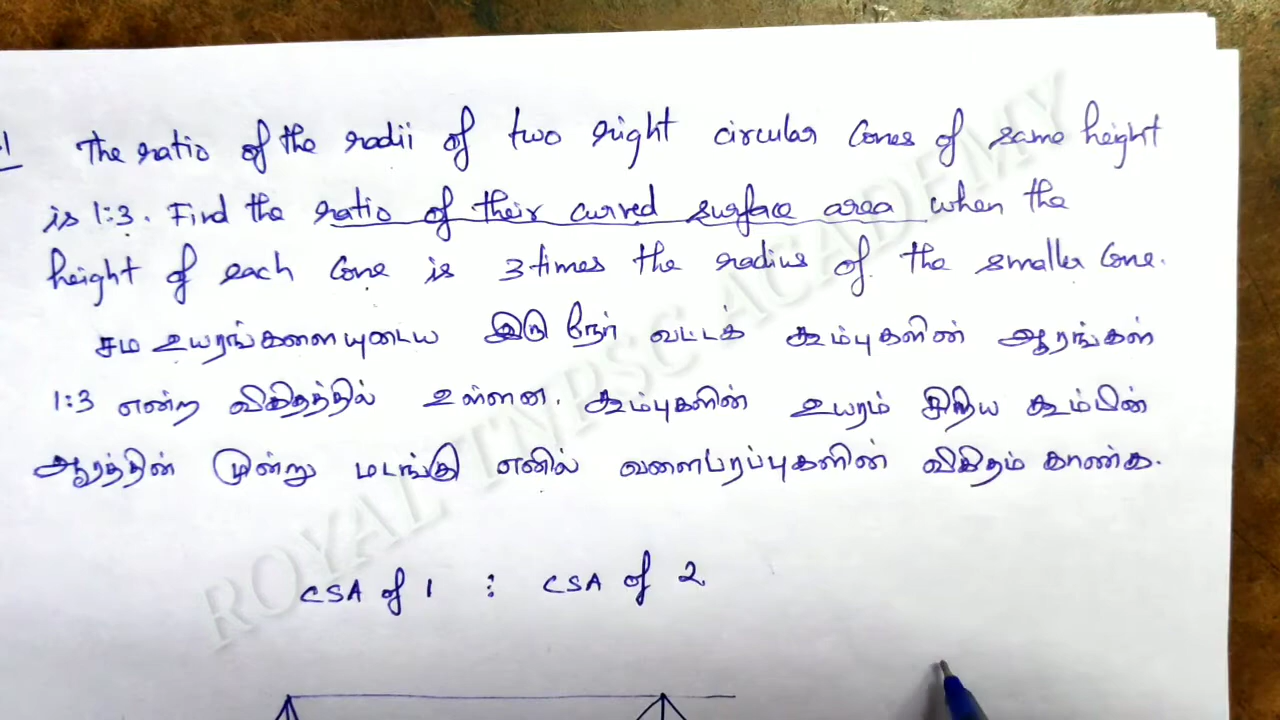 1 The ratio of the radii of two right circular Cones of same height
is 1:3. Find the ratio of their curved surface area when the
height of each Cone is 3 times the radius of the smaller Cone.
சம உயரங்களையுடைய இரு நேர் வட்டக் கூம்புகளின் ஆரங்கள்
1:3 என்ற விகிதத்தில் உள்ளன. கூம்புகளின் உயரம் சிறிய கூம்பின்
ஆரத்தின் மூன்று மடங்கு எனில் வளைபரப்புகளின் விகிதம் காண்க.
ROYAL TNPSC ACADEMY
CSA of 1 : CSA of 2